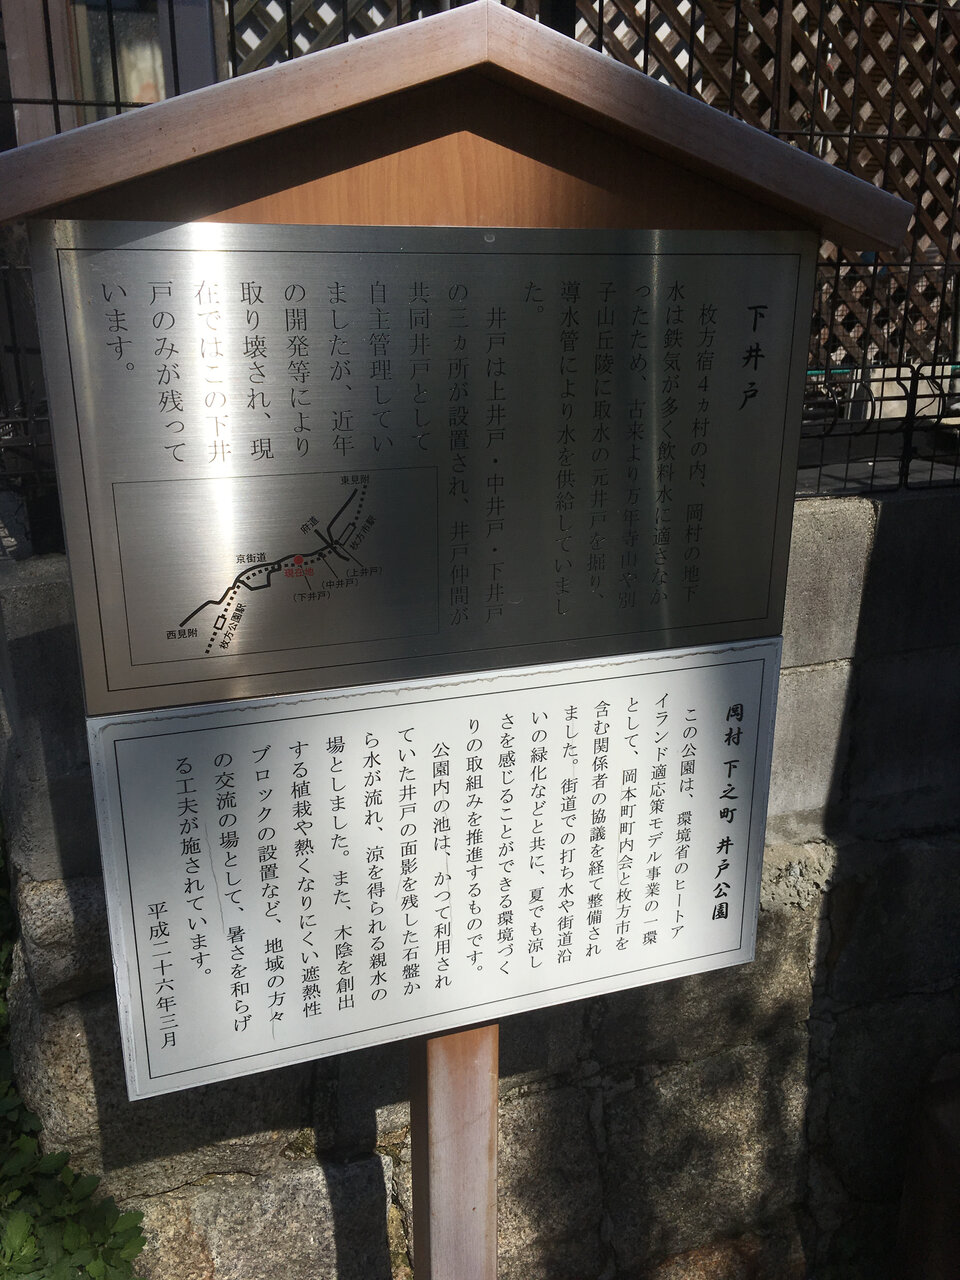 下井戸
枚方宿4ヵ村の内、岡村の地下
水は鉄気が多く飲料水に適さなか
ったため、古来より万年寺山や別
子山丘陵に取水の元井戸を掘り、
導水管により水を供給していまし
た。
井戸は上井戸・中井戸・下井戸
の三ヵ所が設置され、井戸仲間が
共同井戸として
自主管理してい
ましたが、近年
の開発等により
取り壊され、現
在ではこの下井
戸のみが残って
います。
東見附
府道
枚方市駅
京街道
現在地
(上井戸)
(中井戸)
(下井戸)
西見附
枚方公園駅
岡村 下之町 井戸公園
この公園は、環境省のヒートア
イランド適応策モデル事業の一環
として、岡本町町内会と枚方市を
含む関係者の協議を経て整備され
ました。街道での打ち水や街道沿
いの緑化などと共に、夏でも涼し
さを感じることができる環境づく
りの取組みを推進するものです。
公園内の池は、かつて利用され
ていた井戸の面影を残した石盤か
ら水が流れ、涼を得られる親水の
場としました。また、木陰を創出
する植栽や熱くなりにくい遮熱性
ブロックの設置など、地域の方々
の交流の場として、暑さを和らげ
る工夫が施されています。
平成二十六年三月